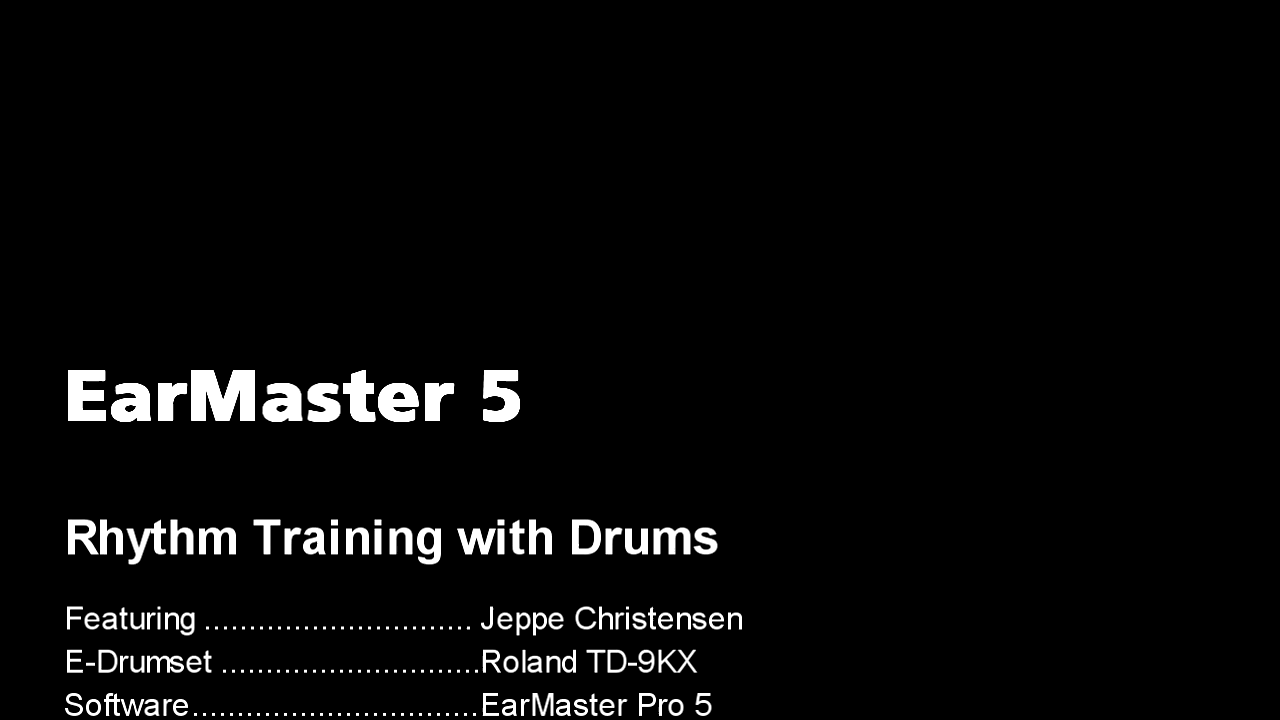 EarMaster 5
Rhythm Training with Drums
Featuring .............................. Jeppe Christensen
E-Drumset .............................Roland TD-9KX
Software................................EarMaster Pro 5